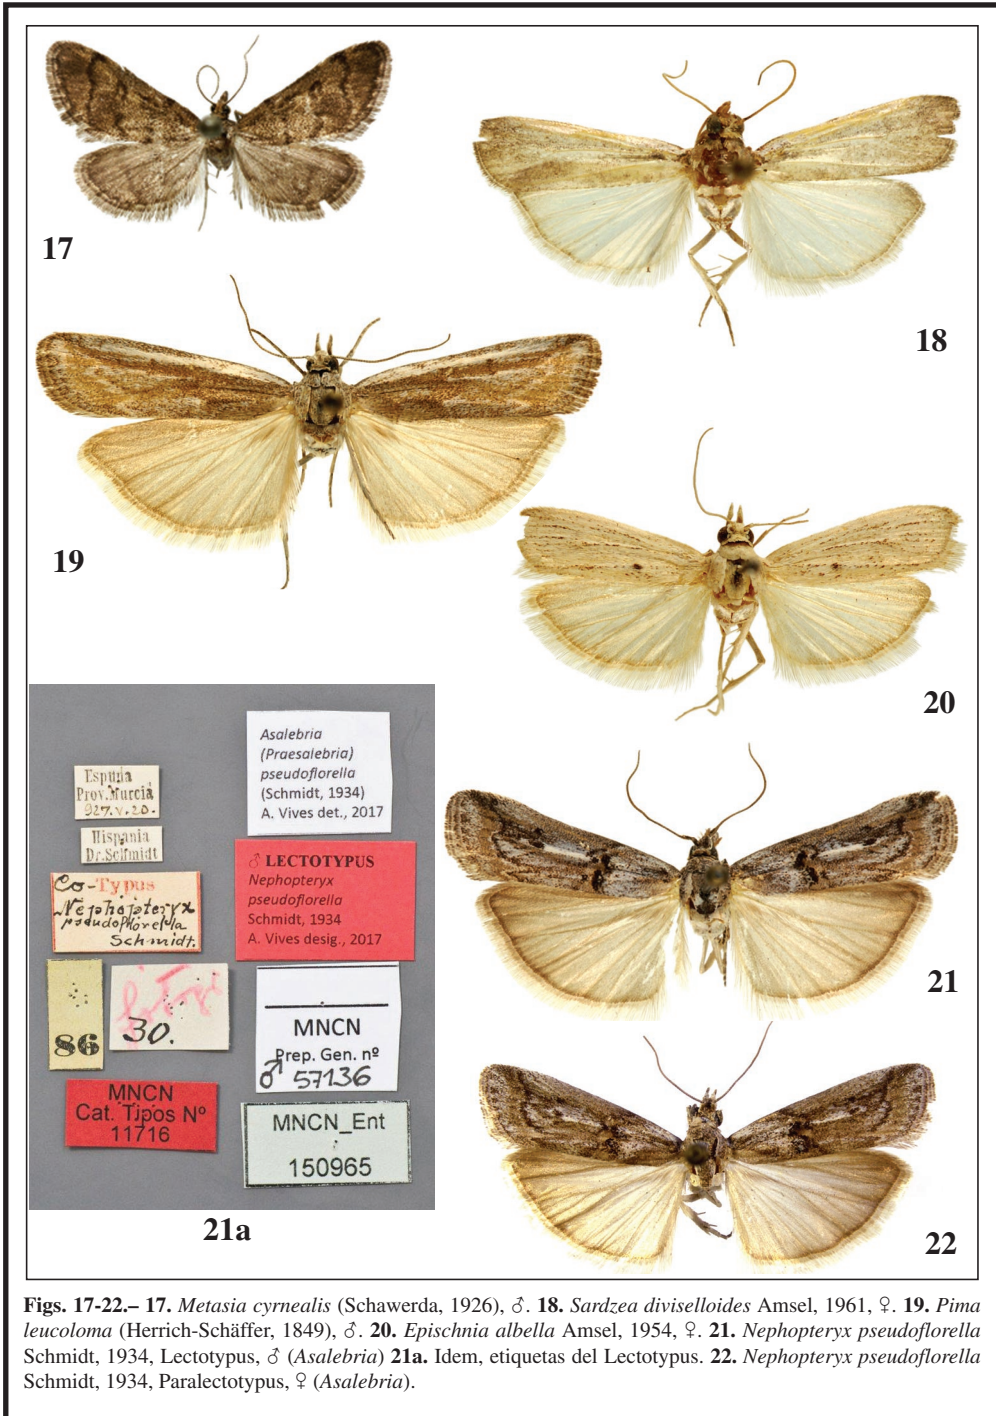 17
18
19
20
Espuña
Prov. Murcia
927.V.20.
Hispania
Dr. Schmidt
Co-Typus
Nephopteryx
pseudoflorella
Schmidt.
86
30.
MNCN
Cat. Tipos Nº
11716
Asalebria
(Praesalebria)
pseudoflorella
(Schmidt, 1934)
A. Vives det., 2017
♂ LECTOTYPUS
Nephopteryx
pseudoflorella
Schmidt, 1934
A. Vives desig., 2017
MNCN
Prep. Gen. nº
♂ 57136
MNCN_Ent
150965
21a
21
22
Figs. 17-22.– 17. Metasia cyrnealis (Schawerda, 1926), ♂. 18. Sardzea diviselloides Amsel, 1961, ♀. 19. Pima
leucoloma (Herrich-Schäffer, 1849), ♂. 20. Epischnia albella Amsel, 1954, ♀. 21. Nephopteryx pseudoflorella
Schmidt, 1934, Lectotypus, ♂ (Asalebria) 21a. Idem, etiquetas del Lectotypus. 22. Nephopteryx pseudoflorella
Schmidt, 1934, Paralectotypus, ♀ (Asalebria).